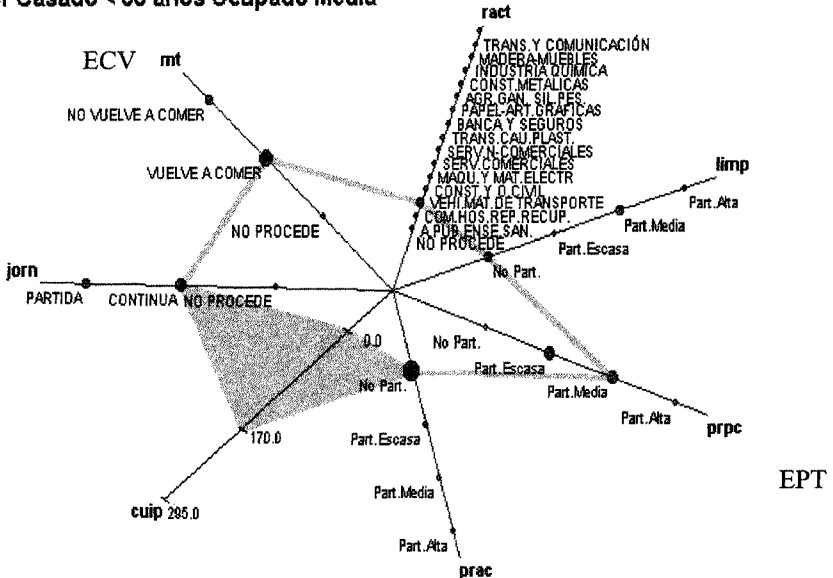 Casado < 35 años Ocupado Media
ract
ECV
mt
TRANS.Y COMUNICACIÓN
MADERA-MUEBLES
INDUSTRIA QUIMICA
CONST.METALICAS
AGR.GAN. SIL.PES.
PAPEL-ART.GRAFICAS
BANCA Y SEGUROS
TRANS.CAU.PLAST.
SERV.N-COMERCIALES
SERV.COMERCIALES
MAQU.Y MAT.ELECTR
CONST.Y O.CIVIL
VEHI.MAT.DE TRANSPORTE
COM.HOS.REP.RECUP.
A.PUB.ENSE.SAN.
NO PROCEDE
NO VUELVE A COMER
VUELVE A COMER
NO PROCEDE
limp
Part.Alta
Part.Media
Part.Escasa
No Part.
jorn
PARTIDA
CONTINUA
NO PROCEDE
0.0
170.0
cuip
295.0
No Part.
Part.Escasa
Part.Media
Part.Alta
prpc
EPT
No Part.
Part.Escasa
Part.Media
Part.Alta
prac